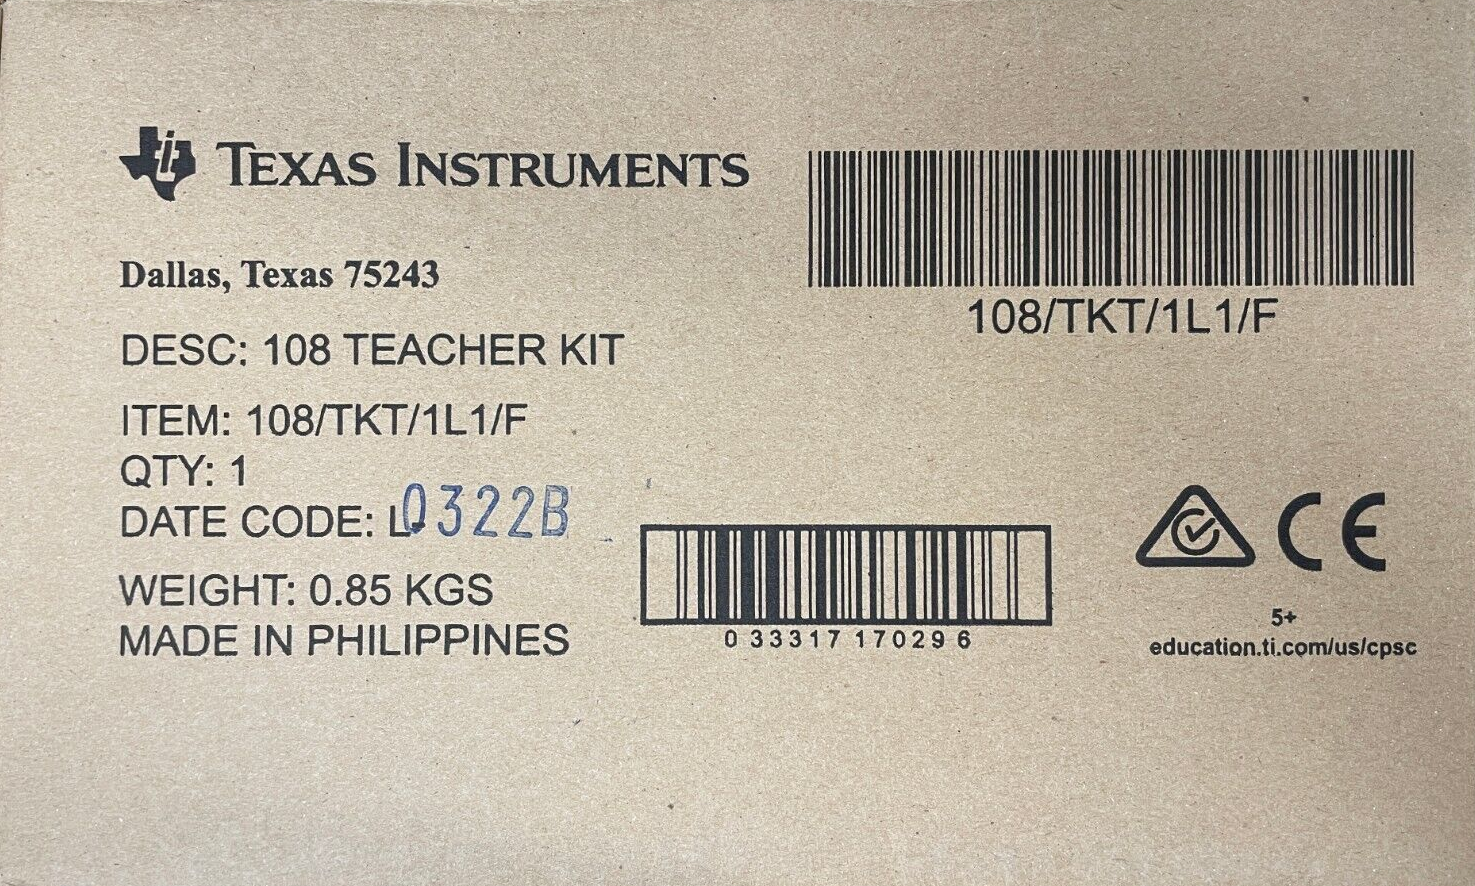 TEXAS INSTRUMENTS
Dallas, Texas 75243
DESC: 108 TEACHER KIT
ITEM: 108/TKT/1L1/F
QTY: 1
DATE CODE: L-0322B
WEIGHT: 0.85 KGS
MADE IN PHILIPPINES
108/TKT/1L1/F
0 33317 17029 6
CE
5+
education.ti.com/us/cpsc